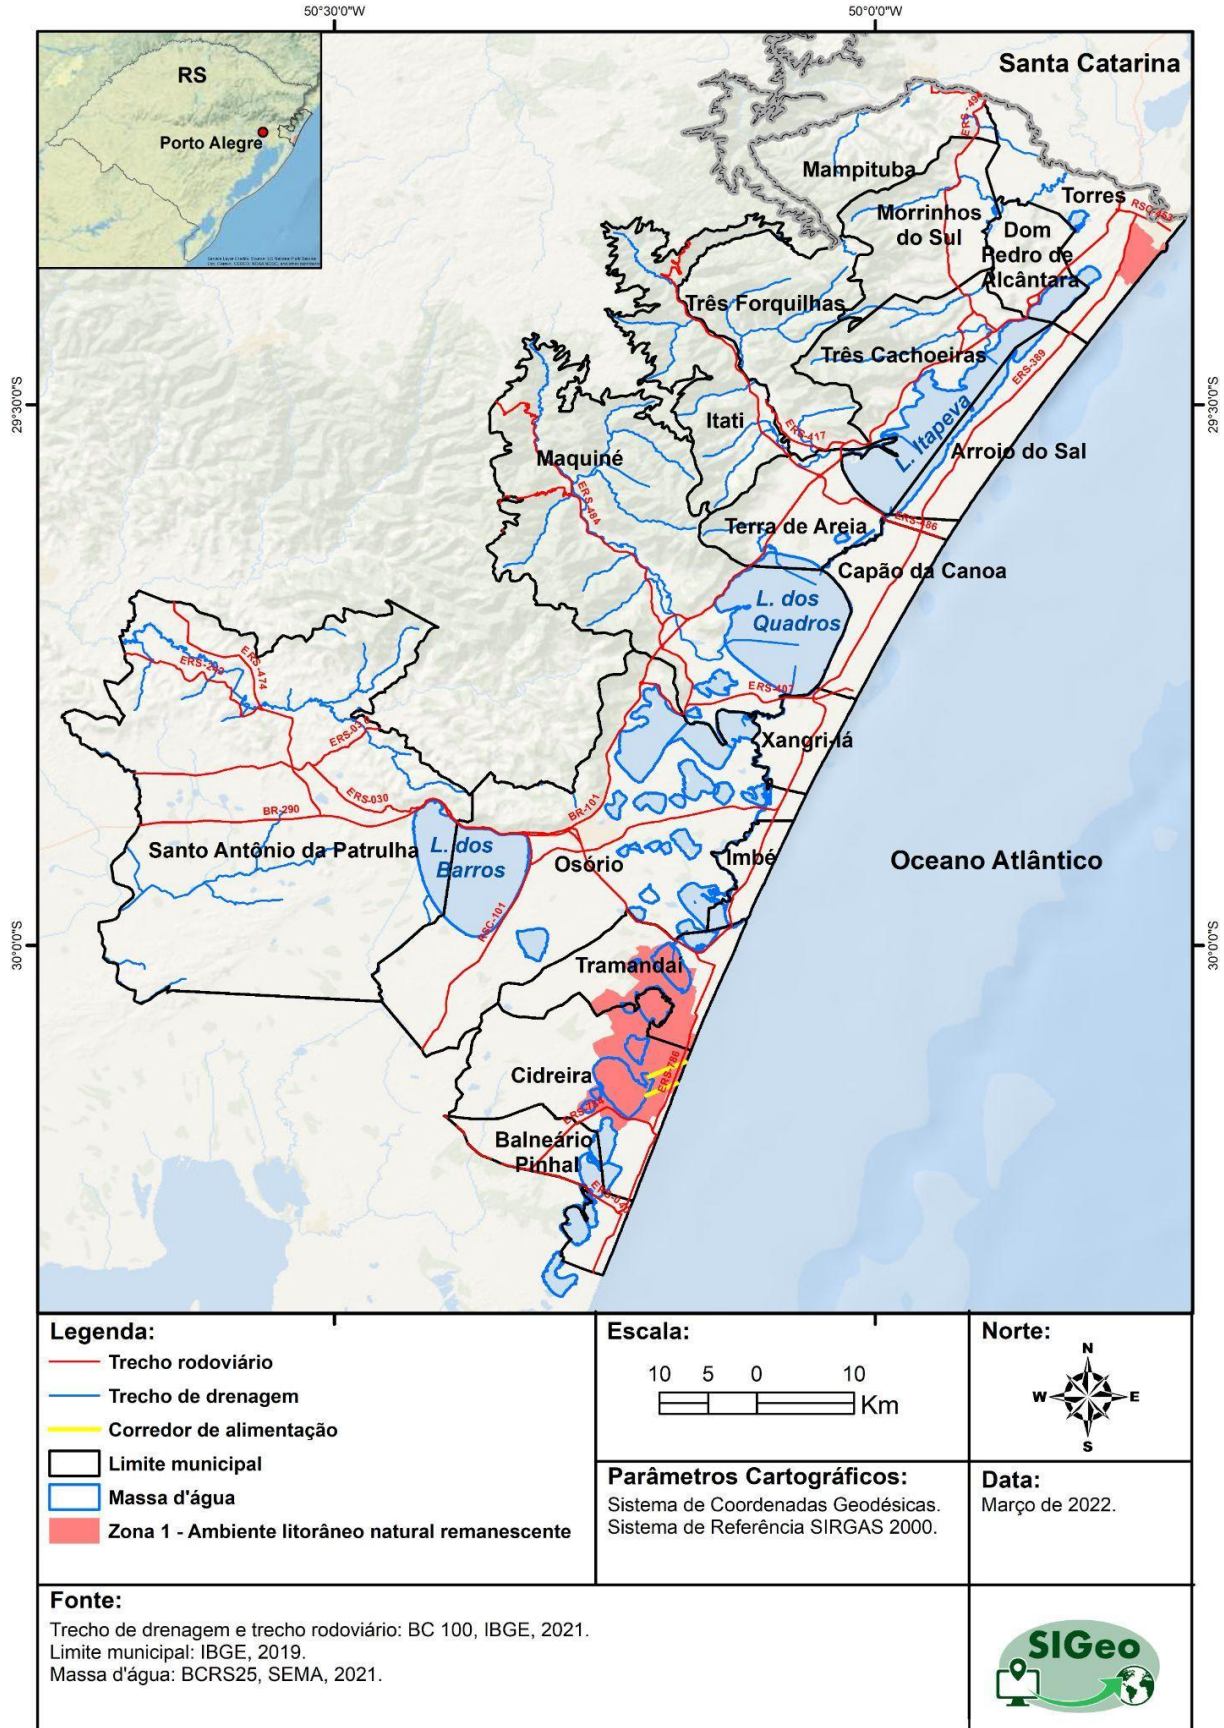 50°30'0"W
50°0'0"W
RS
Porto Alegre
Santa Catarina
ERS-494
Mampituba
Torres
RSC-453
Morrinhos
do Sul
Dom
Pedro de
Alcântara
Três Forquilhas
Três Cachoeiras
ERS-389
29°30'0"S
29°30'0"S
Itati
ERS-417
L. Itapeva
Arroio do Sal
Maquiné
ERS-484
Terra de Areia
ERS-486
Capão da Canoa
L. dos
Quadros
ERS-474
ERS-407
Xangri-lá
ERS-030
BR-101
BR-290
Santo Antônio da Patrulha
L. dos
Barros
Osório
Imbé
Oceano Atlântico
RSC-101
30°0'0"S
30°0'0"S
Tramandaí
Cidreira
ERS-786
Balneário
Pinhal
Legenda:
Trecho rodoviário
Trecho de drenagem
Corredor de alimentação
Limite municipal
Massa d'água
Zona 1 - Ambiente litorâneo natural remanescente
Escala:
10 5 0 10
Km
Norte:
N
W E
S
Parâmetros Cartográficos:
Sistema de Coordenadas Geodésicas.
Sistema de Referência SIRGAS 2000.
Data:
Março de 2022.
Fonte:
Trecho de drenagem e trecho rodoviário: BC 100, IBGE, 2021.
Limite municipal: IBGE, 2019.
Massa d'água: BCRS25, SEMA, 2021.
SIGeo